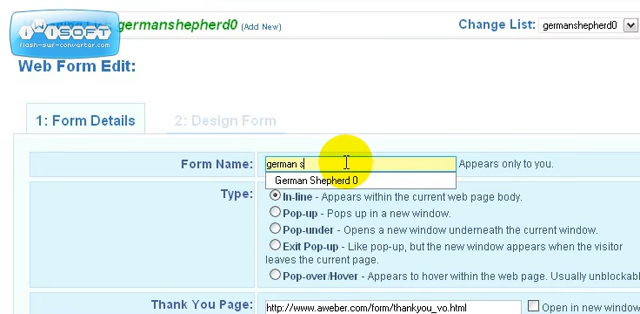 germanshepherd0 (Add New)
Change List: germanshepherd0
iWiSOFT
flash-swf-converter.com
Web Form Edit:
1: Form Details
2: Design Form
Form Name: german s Appears only to you.
German Shepherd 0
Type: In-line - Appears within the current web page body.
Pop-up - Pops up in a new window.
Pop-under - Opens a new window underneath the current window.
Exit Pop-up - Like pop-up, but the new window appears when the visitor
leaves the current page.
Pop-over/Hover - Appears to hover within the web page. Usually unblockabl
Thank You Page: http://www.aweber.com/form/thankyou_vo.html Open in new window